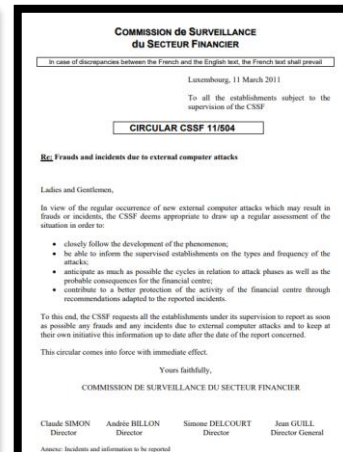 COMMISSION de SURVEILLANCE
du SECTEUR FINANCIER
In case of discrepancies between the French and the English text, the French text shall prevail
Luxembourg, 11 March 2011
To all the establishments subject to the
supervision of the CSSF
CIRCULAR CSSF 11/504
Re: Frauds and incidents due to external computer attacks
Ladies and Gentlemen,
In view of the regular occurrence of new external computer attacks which may result in
frauds or incidents, the CSSF deems appropriate to draw up a regular assessment of the
situation in order to:
• closely follow the development of the phenomenon;
• be able to inform the supervised establishments on the types and frequency of the
attacks;
• anticipate as much as possible the cycles in relation to attack phases as well as the
probable consequences for the financial centre;
• contribute to a better protection of the activity of the financial centre through
recommendations adapted to the reported incidents.
To this end, the CSSF requests all the establishments under its supervision to report as soon
as possible any frauds and any incidents due to external computer attacks and to keep at
their own initiative this information up to date after the date of the report concerned.
This circular comes into force with immediate effect.
Yours faithfully,
COMMISSION DE SURVEILLANCE DU SECTEUR FINANCIER
Claude SIMON Andrée BILLON Simone DELCOURT Jean GUILL
Director Director Director Director General
Annexe: Incidents and information to be reported